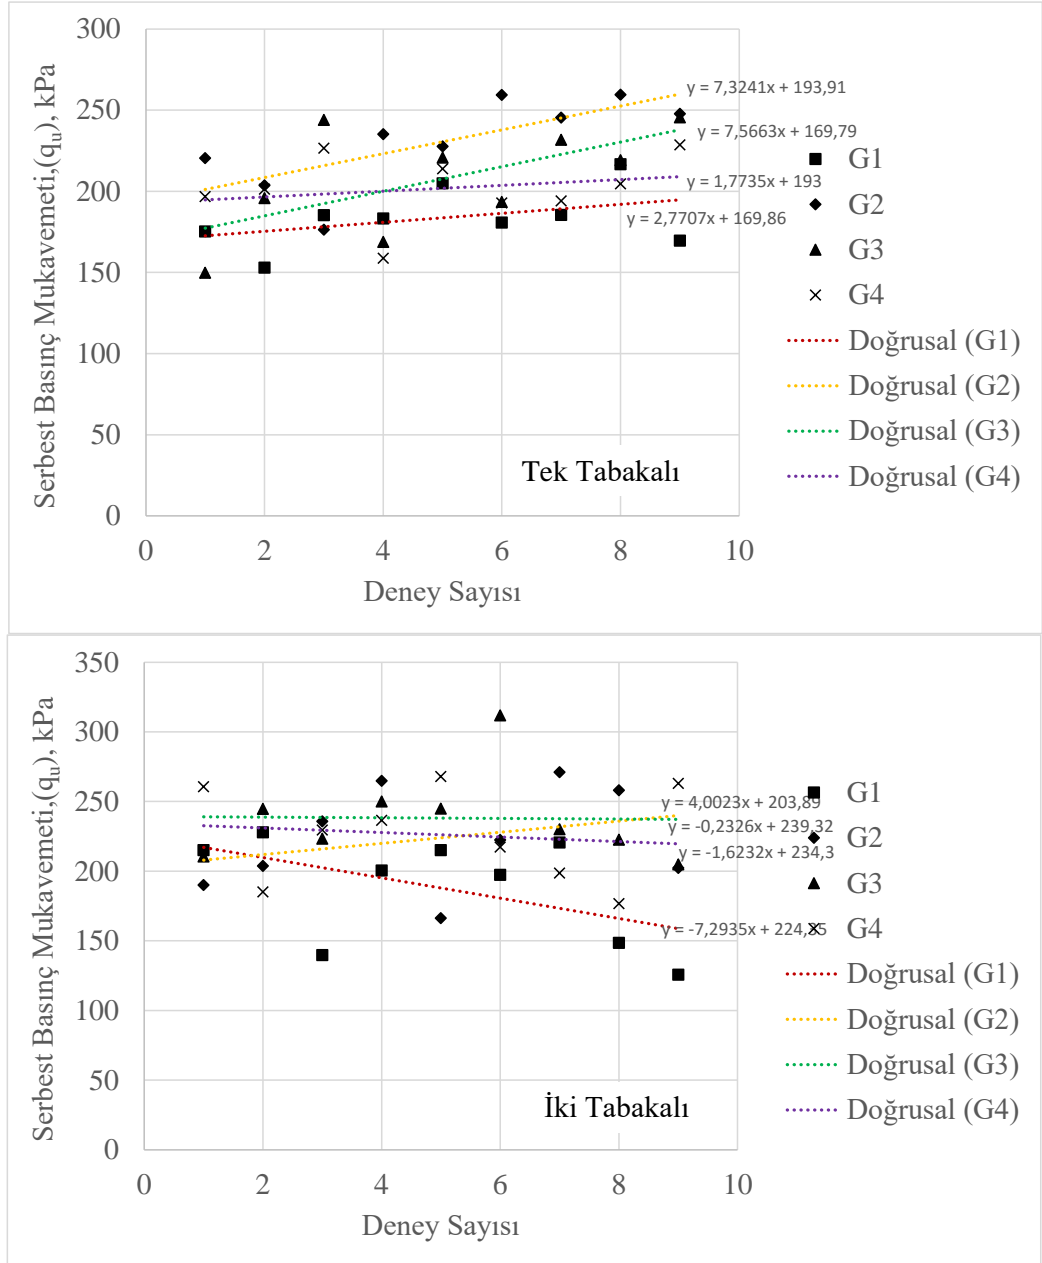 300
250
200
150
100
50
0
Serbest Basınç Mukavemeti,(qu), kPa
0 2 4 6 8 10
Deney Sayısı
Tek Tabakalı
y = 7,3241x + 193,91
y = 7,5663x + 169,79
y = 1,7735x + 193
y = 2,7707x + 169,86
G1
G2
G3
G4
Doğrusal (G1)
Doğrusal (G2)
Doğrusal (G3)
Doğrusal (G4)
350
300
250
200
150
100
50
0
Serbest Basınç Mukavemeti,(qu), kPa
0 2 4 6 8 10
Deney Sayısı
İki Tabakalı
y = 4,0023x + 203,89
y = -0,2326x + 239,32
y = -1,6232x + 234,3
y = -7,2935x +
G1
G2
G3
G4
Doğrusal (G1)
Doğrusal (G2)
Doğrusal (G3)
Doğrusal (G4)